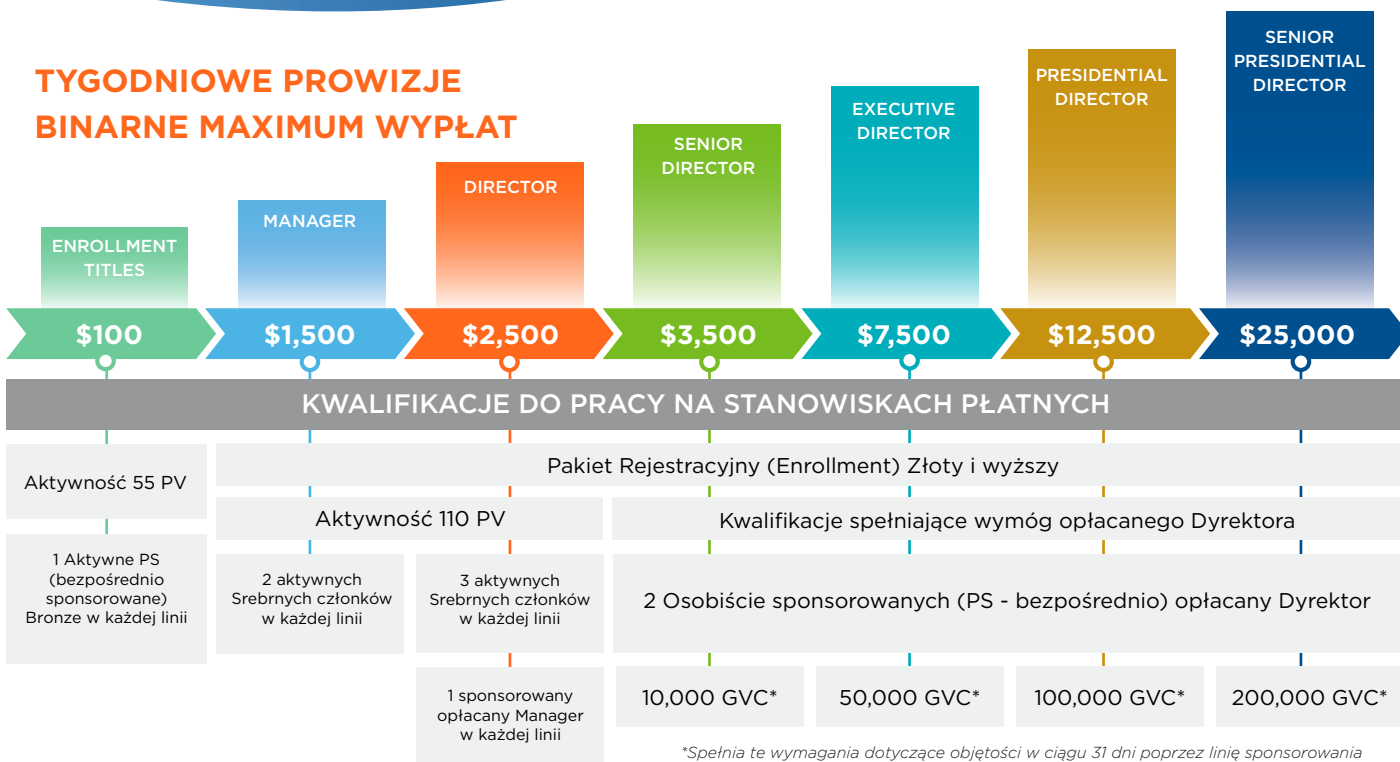 TYGODNIOWE PROWIZJE
BINARNE MAXIMUM WYPŁAT
ENROLLMENT
TITLES
MANAGER
DIRECTOR
SENIOR
DIRECTOR
EXECUTIVE
DIRECTOR
PRESIDENTIAL
DIRECTOR
SENIOR
PRESIDENTIAL
DIRECTOR
$100
$1,500
$2,500
$3,500
$7,500
$12,500
$25,000
KWALIFIKACJE DO PRACY NA STANOWISKACH PŁATNYCH
Aktywność 55 PV
Pakiet Rejestracyjny (Enrollment) Złoty i wyższy
Aktywność 110 PV
Kwalifikacje spełniające wymóg opłacanego Dyrektora
1 Aktywne PS
(bezpośrednio
sponsorowane)
Bronze w każdej linii
2 aktywnych
Srebrnych członków
w każdej linii
3 aktywnych
Srebrnych członków
w każdej linii
2 Osobiście sponsorowanych (PS - bezpośrednio) opłacany Dyrektor
1 sponsorowany
opłacany Manager
w każdej linii
10,000 GVC*
50,000 GVC*
100,000 GVC*
200,000 GVC*
*Spełnia te wymagania dotyczące objętości w ciągu 31 dni poprzez linię sponsorowania